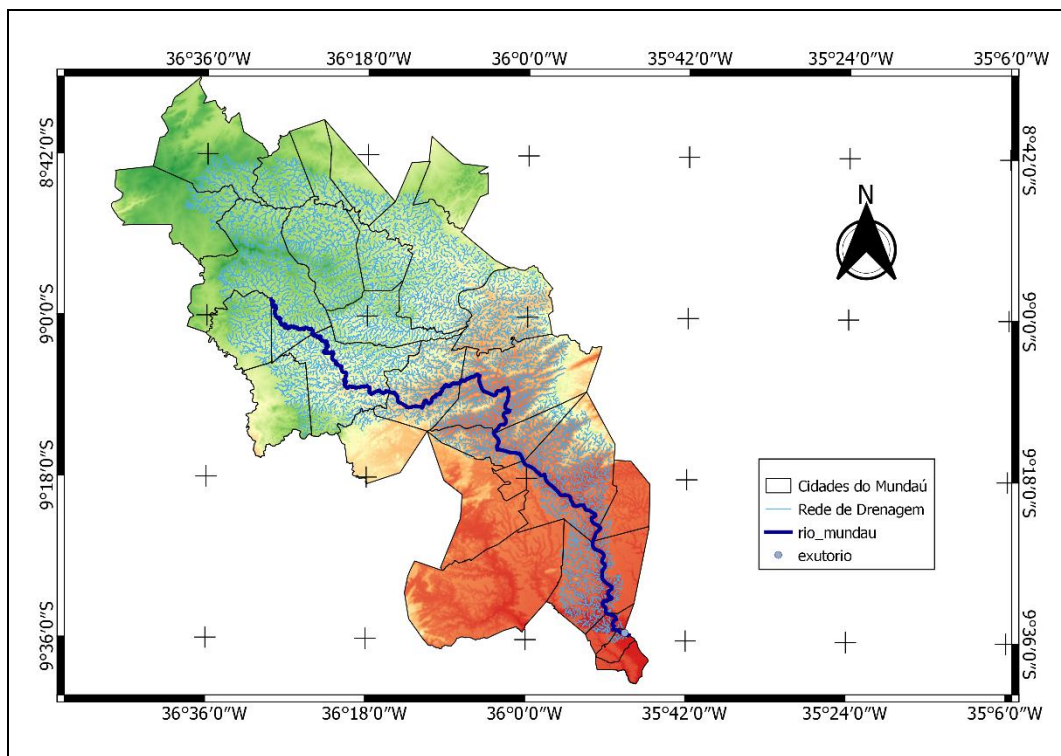 36°36′0″W 36°18′0″W 36°0′0″W 35°42′0″W 35°24′0″W 35°6′0″W
8°42′0″S
8°42′0″S
N
9°0′0″S
9°0′0″S
9°18′0″S
9°18′0″S
Cidades do Mundaú
Rede de Drenagem
rio_mundau
exutorio
9°36′0″S
9°36′0″S
36°36′0″W 36°18′0″W 36°0′0″W 35°42′0″W 35°24′0″W 35°6′0″W